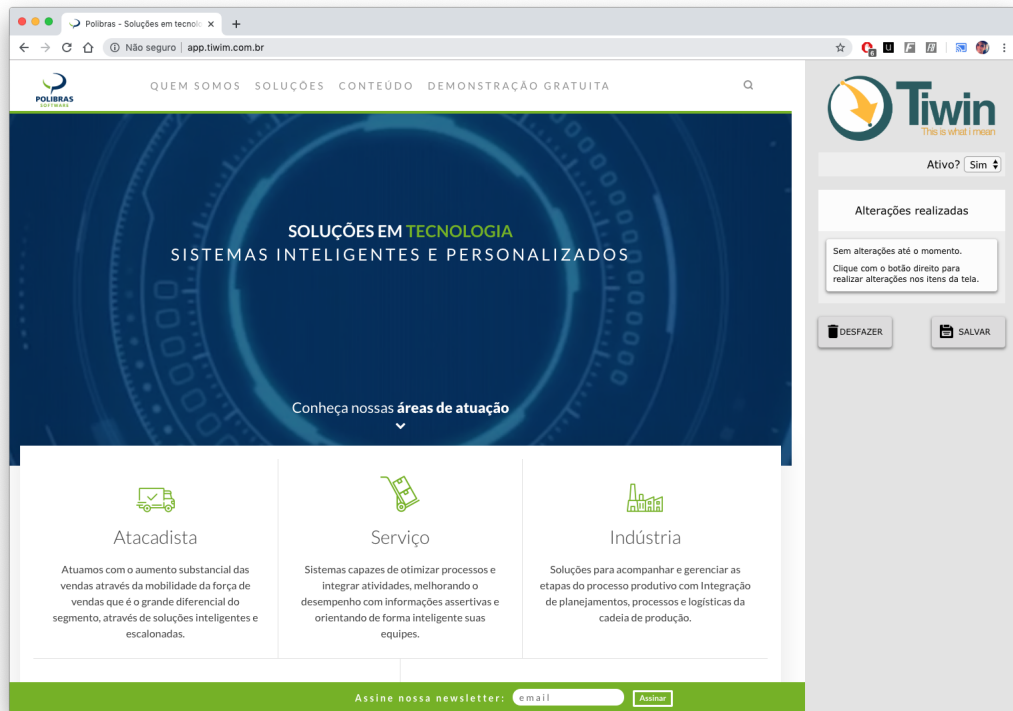 Polibras - Soluções em tecnolo
Não seguro | app.tiwim.com.br
6
POLIBRAS
SOFTWARE
QUEM SOMOS SOLUÇÕES CONTEÚDO DEMONSTRAÇÃO GRATUITA
SOLUÇÕES EM TECNOLOGIA
SISTEMAS INTELIGENTES E PERSONALIZADOS
Conheça nossas áreas de atuação
Atacadista
Atuamos com o aumento substancial das
vendas através da mobilidade da força de
vendas que é o grande diferencial do
segmento, através de soluções inteligentes e
escalonadas.
Serviço
Sistemas capazes de otimizar processos e
integrar atividades, melhorando o
desempenho com informações assertivas e
orientando de forma inteligente suas
equipes.
Indústria
Soluções para acompanhar e gerenciar as
etapas do processo produtivo com Integração
de planejamentos, processos e logísticas da
cadeia de produção.
Assine nossa newsletter: email Assinar
Tiwin
This is what i mean
Ativo? Sim
Alterações realizadas
Sem alterações até o momento.
Clique com o botão direito para
realizar alterações nos itens da tela.
DESFAZER SALVAR